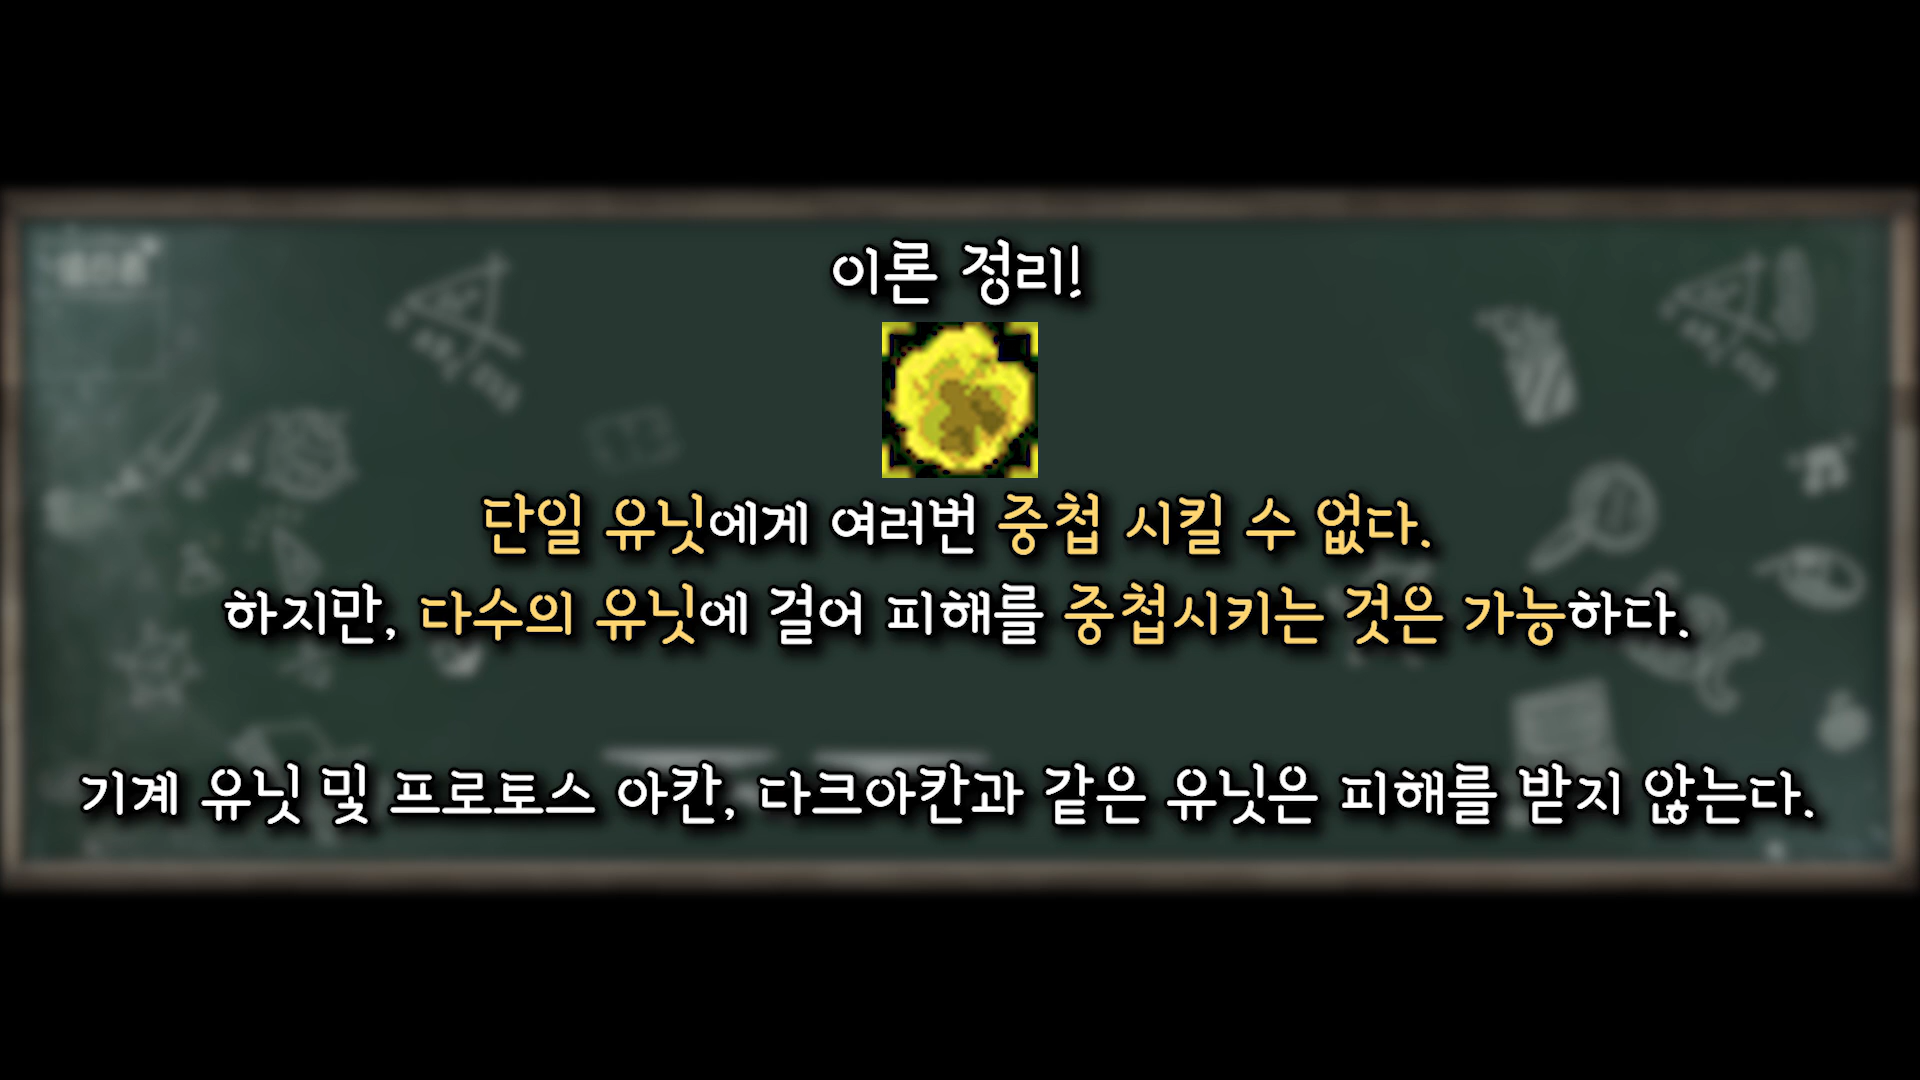 이론 정리!
단일 유닛에게 여러번 중첩 시킬 수 없다.
하지만, 다수의 유닛에 걸어 피해를 중첩시키는 것은 가능하다.
기계 유닛 및 프로토스 아칸, 다크아칸과 같은 유닛은 피해를 받지 않는다.